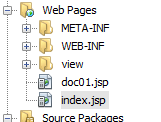 Web Pages
META-INF
WEB-INF
view
doc01.jsp
index.jsp
Source Packages